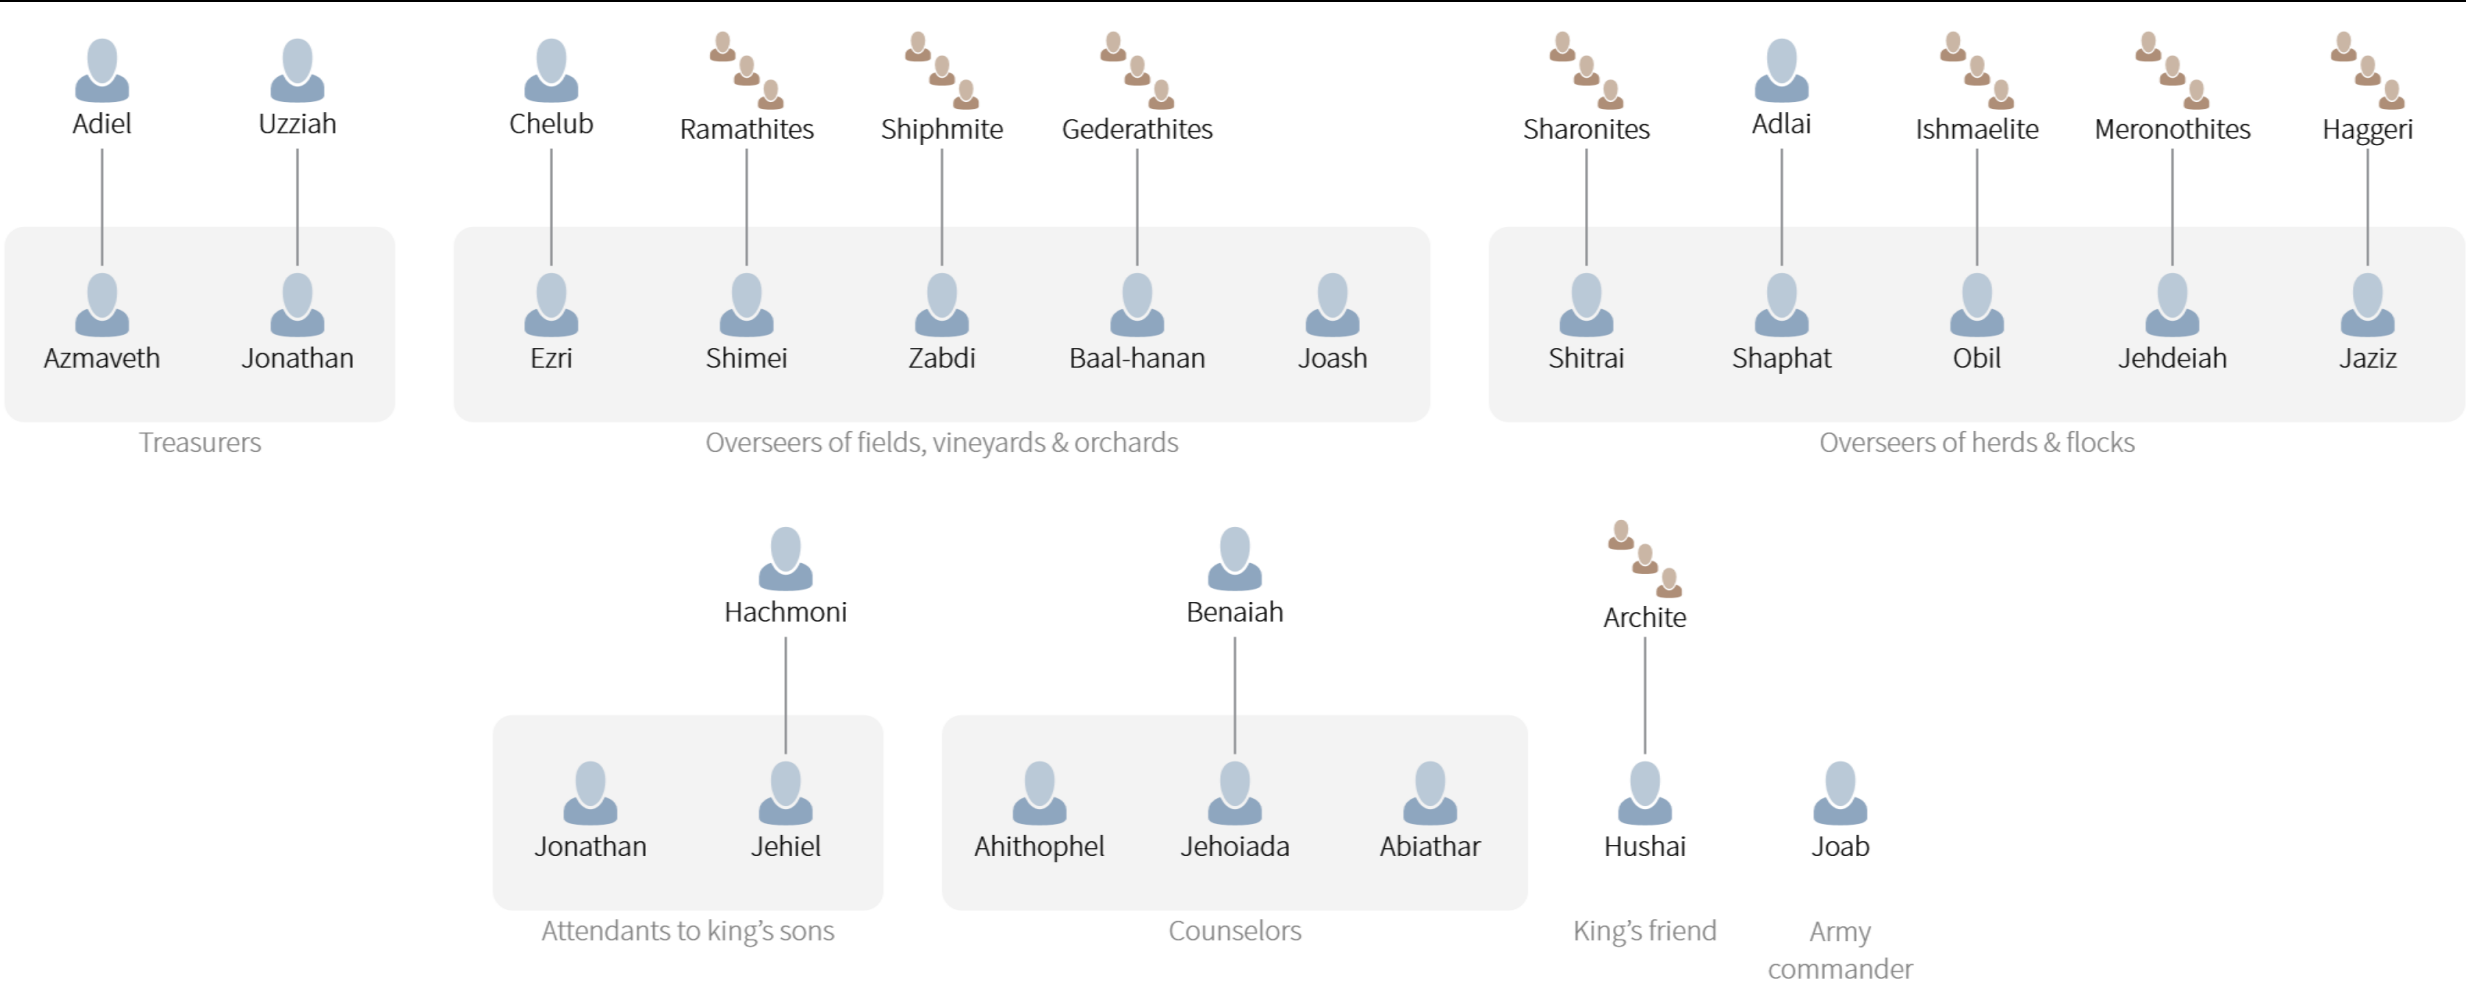 Adiel
Uzziah
Chelub
Ramathites
Shiphmite
Gederathites
Sharonites
Adlai
Ishmaelite
Meronothites
Haggeri
Azmaveth
Jonathan
Ezri
Shimei
Zabdi
Baal-hanan
Joash
Shitrai
Shaphat
Obil
Jehdeiah
Jaziz
Treasurers
Overseers of fields, vineyards & orchards
Overseers of herds & flocks
Hachmoni
Benaiah
Archite
Jonathan
Jehiel
Ahithophel
Jehoiada
Abiathar
Hushai
Joab
Attendants to king’s sons
Counselors
King’s friend
Army
commander